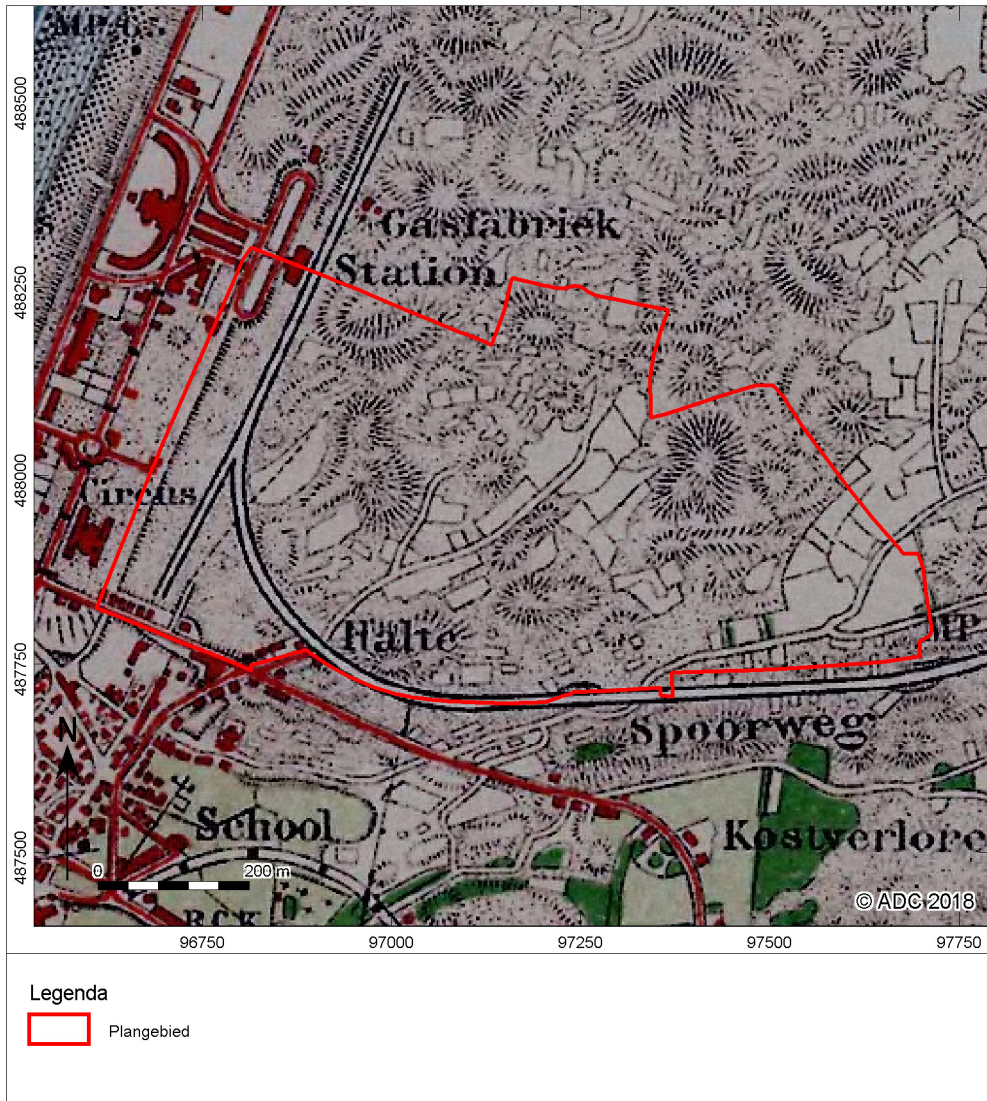 488500
488250
488000
487750
487500
Gasfabriek
Station
Circus
Halte
MP
Spoorweg
School
Kostverlore
R.C.K.
N
0 200 m
© ADC 2018
96750 97000 97250 97500 97750
Legenda
Plangebied